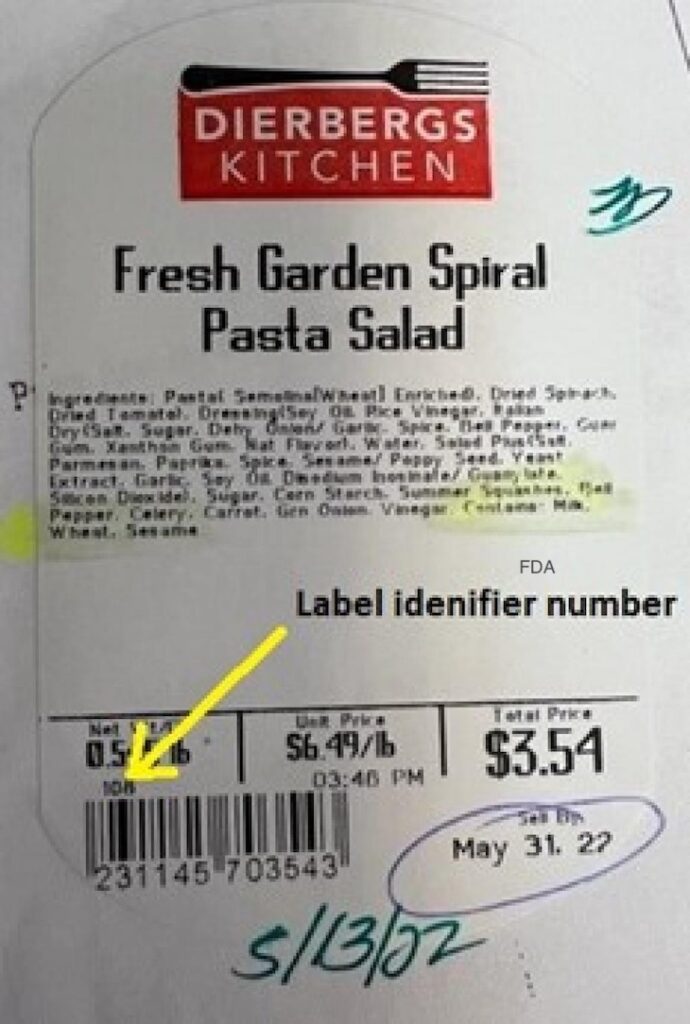 DIERBERGS
KITCHEN
Fresh Garden Spiral
Pasta Salad
P
Ingredients: Pasta( Semolina[Wheat] Enriched), Dried Spinach,
Dried Tomato), Dressing(Soy Oil, Rice Vinegar, Italian
Dry(Salt, Sugar, Dehy Onion/ Garlic, Spice, Bell Pepper, Guar
Gum, Xanthan Gum, Nat Flavor), Water, Salad Plus(Salt,
Parmesan, Paprika, Spice, Sesame/ Poppy Seed, Yeast
Extract, Garlic, Soy Oil, Disodium Inosinate/ Guanylate,
Silicon Dioxide), Sugar, Corn Starch, Summer Squashes, Bell
Pepper, Celery, Carrot, Grn Onion, Vinegar, Contains: Milk,
Wheat, Sesame
FDA
Label idenifier number
Net
Unit Price
Total Price
lb
$6.49/lb
$3.54
108
03:46 PM
Sell By
May 31, 22
231145 703543
5/13/22